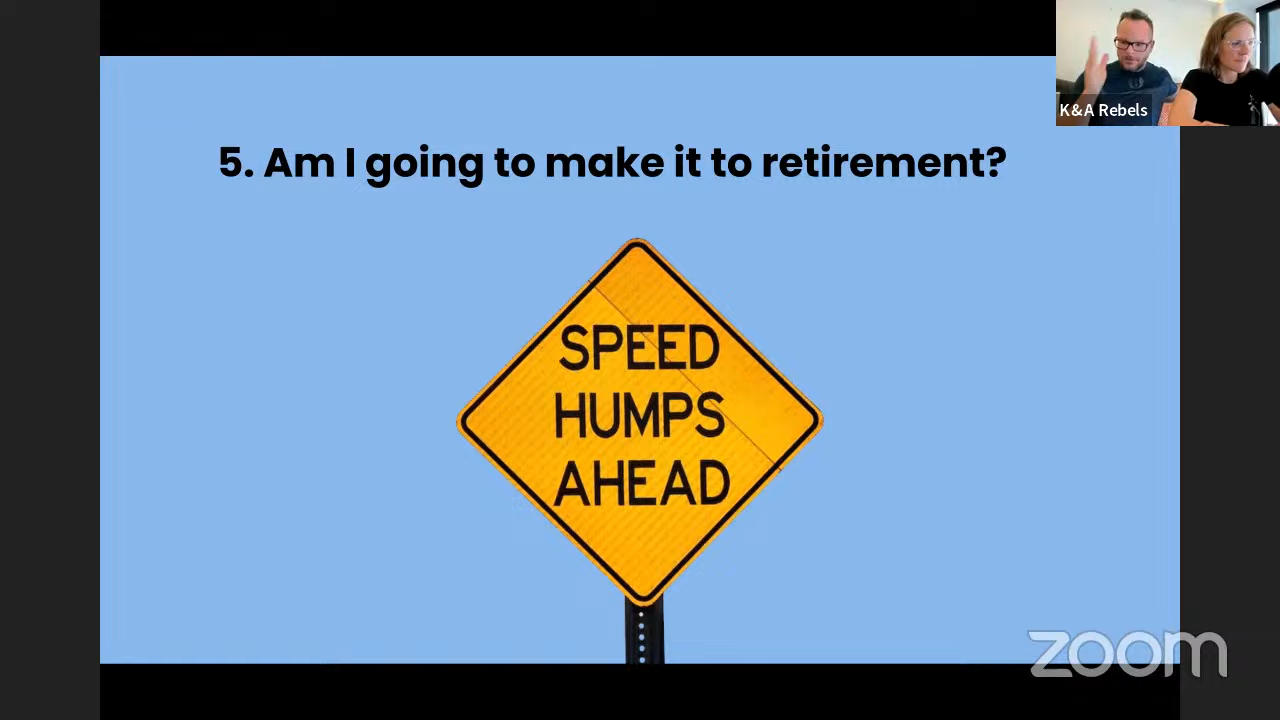 K&A Rebels
5. Am I going to make it to retirement?
SPEED
HUMPS
AHEAD
zoom